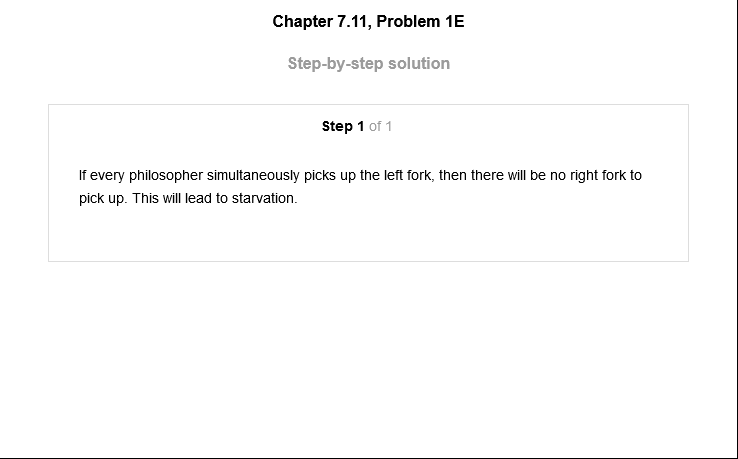 Chapter 7.11, Problem 1E
Step-by-step solution
Step 1 of 1
If every philosopher simultaneously picks up the left fork, then there will be no right fork to
pick up. This will lead to starvation.